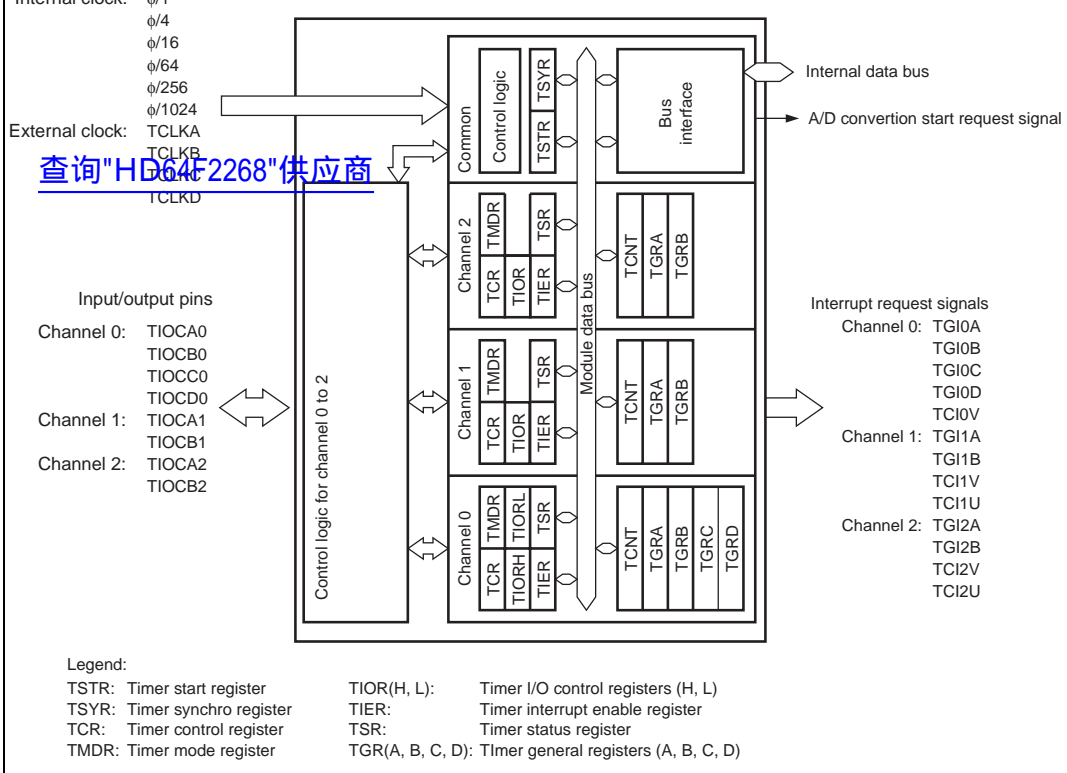 Internal clock: ϕ/1
ϕ/4
ϕ/16
ϕ/64
ϕ/256
ϕ/1024
External clock: TCLKA
TCLKB
TCLKC
TCLKD
查询"HD64F2268"供应商
Common
Control logic
TSYR
TSTR
Bus
interface
Internal data bus
A/D convertion start request signal
Control logic for channel 0 to 2
Module data bus
Channel 2
TMDR
TSR
TCR
TIOR
TIER
TCNT
TGRA
TGRB
Channel 1
TMDR
TSR
TCR
TIOR
TIER
TCNT
TGRA
TGRB
Channel 0
TMDR
TIORL
TSR
TCR
TIORH
TIER
TCNT
TGRA
TGRB
TGRC
TGRD
Input/output pins
Channel 0: TIOCA0
TIOCB0
TIOCC0
TIOCD0
Channel 1: TIOCA1
TIOCB1
Channel 2: TIOCA2
TIOCB2
Interrupt request signals
Channel 0: TGI0A
TGI0B
TGI0C
TGI0D
TCI0V
Channel 1: TGI1A
TGI1B
TCI1V
TCI1U
Channel 2: TGI2A
TGI2B
TCI2V
TCI2U
Legend:
TSTR: Timer start register
TSYR: Timer synchro register
TCR: Timer control register
TMDR: Timer mode register
TIOR(H, L): Timer I/O control registers (H, L)
TIER: Timer interrupt enable register
TSR: Timer status register
TGR(A, B, C, D): TImer general registers (A, B, C, D)